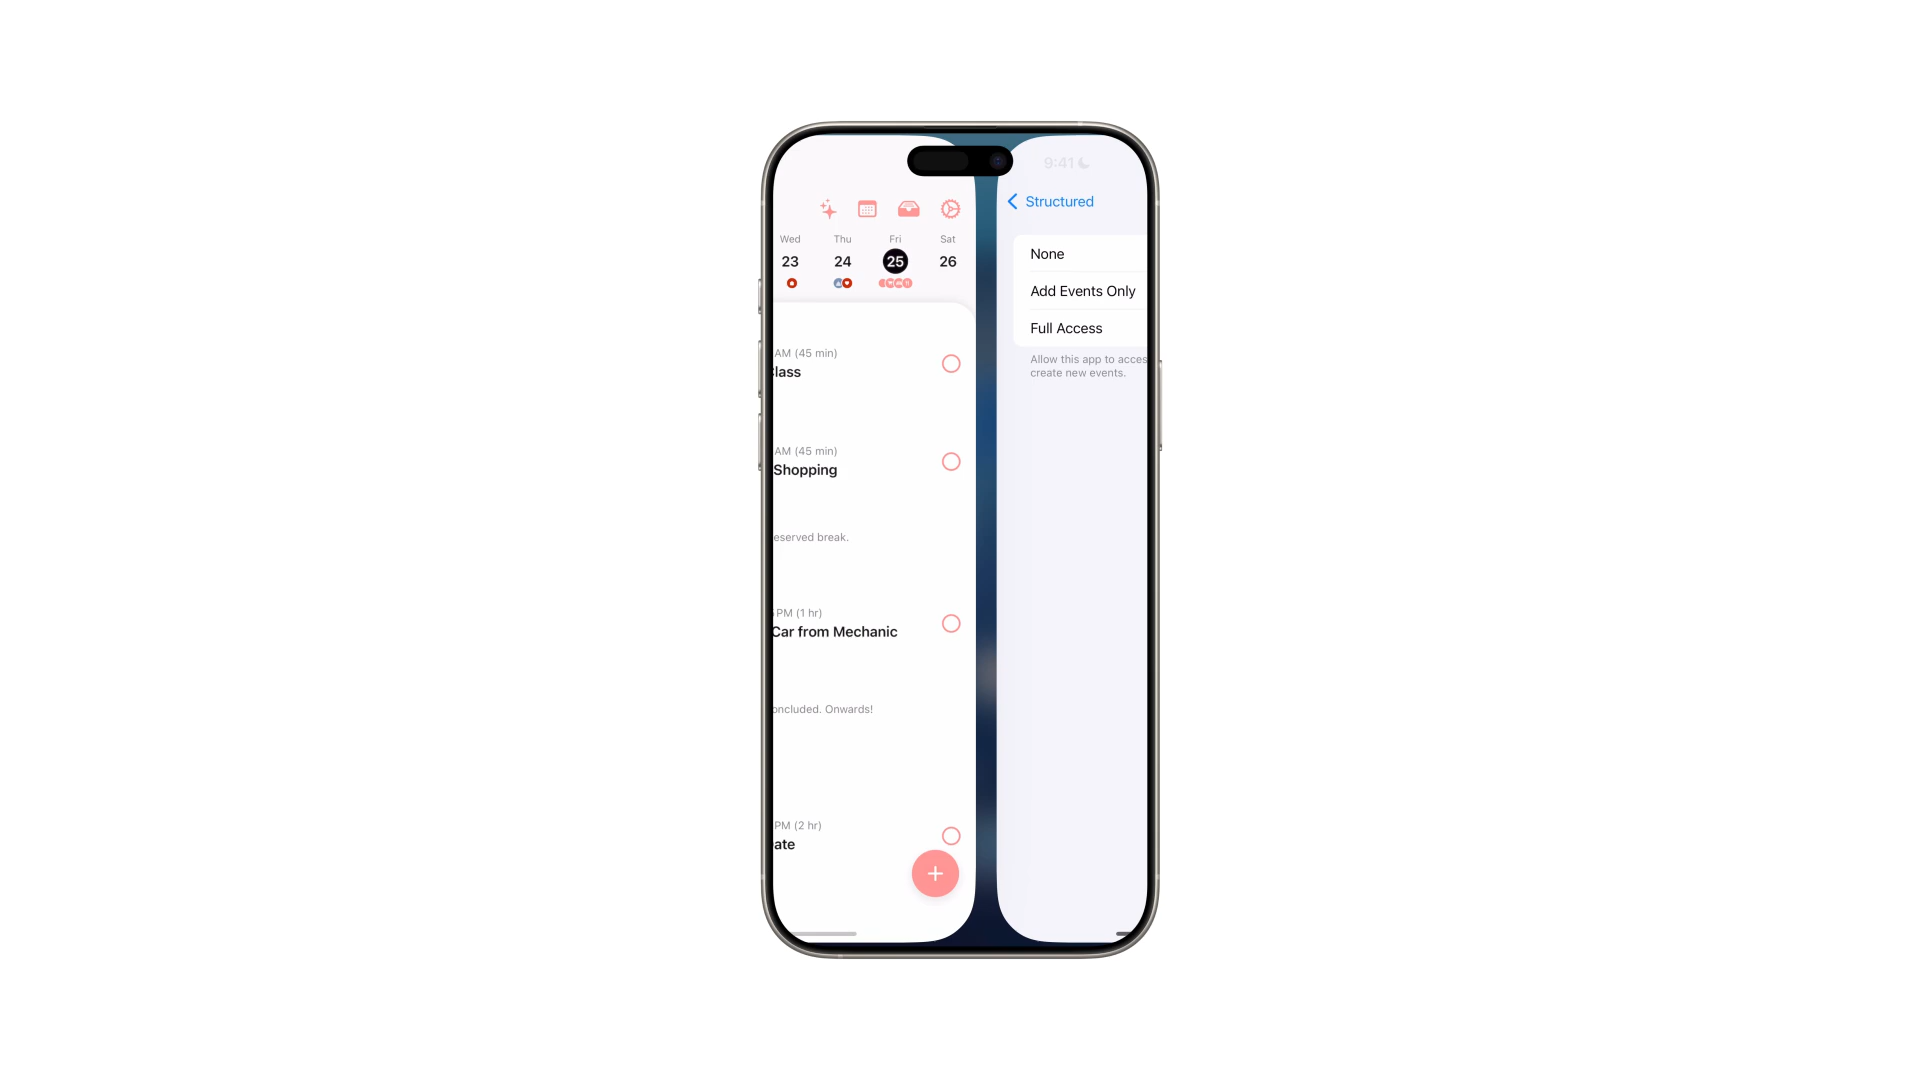 Wed Thu Fri Sat
23 24 25 26
AM (45 min)
lass
AM (45 min)
Shopping
eserved break.
PM (1 hr)
Car from Mechanic
oncluded. Onwards!
PM (2 hr)
ate
9:41
Structured
None
Add Events Only
Full Access
Allow this app to acces
create new events.